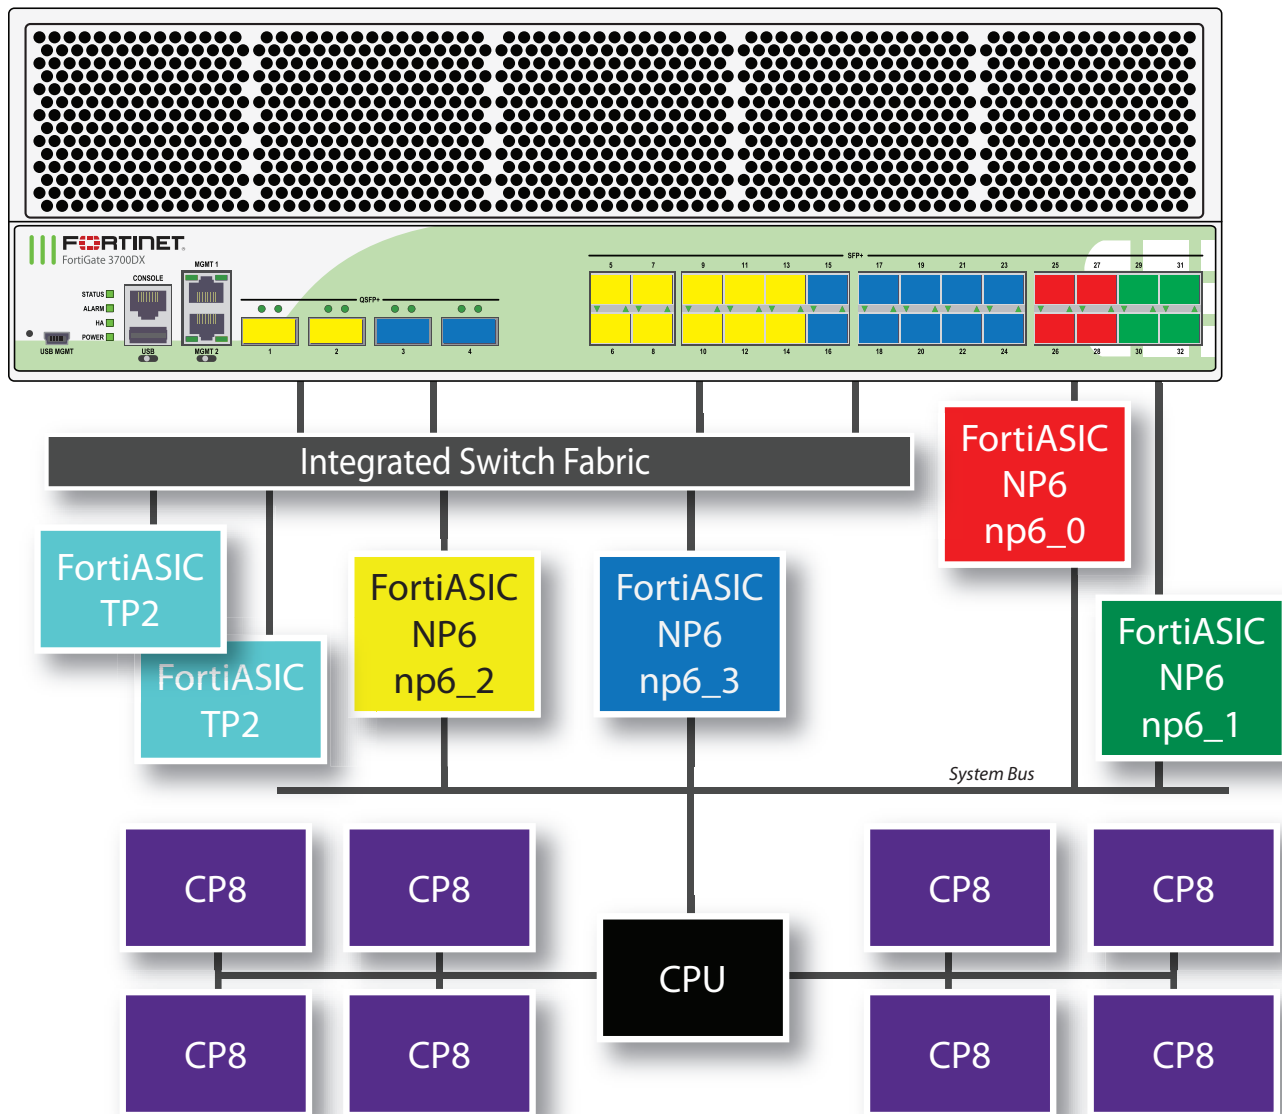 FORTINET
FortiGate 3700DX
STATUS
ALARM
HA
POWER
USB MGMT
CONSOLE
USB
MGMT 1
MGMT 2
QSFP+
1 2 3 4
SFP+
5 7 9 11 13 15 17 19 21 23 25 27 29 31
6 8 10 12 14 16 18 20 22 24 26 28 30 32
Integrated Switch Fabric
FortiASIC
NP6
np6_0
FortiASIC
TP2
FortiASIC
TP2
FortiASIC
NP6
np6_2
FortiASIC
NP6
np6_3
FortiASIC
NP6
np6_1
System Bus
CP8
CP8
CP8
CP8
CPU
CP8
CP8
CP8
CP8